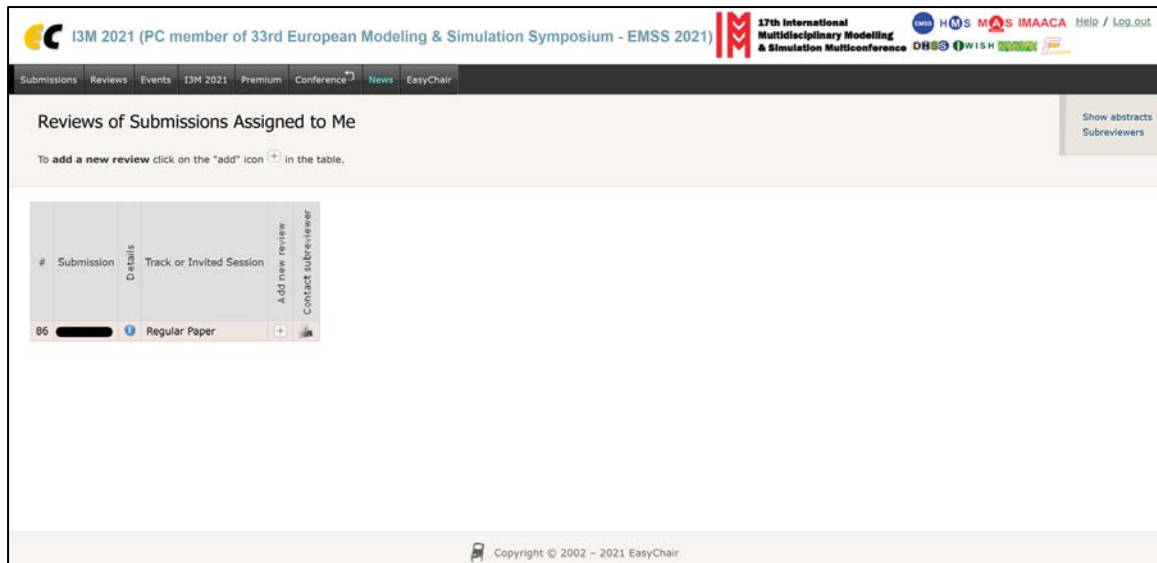 EC I3M 2021 (PC member of 33rd European Modeling & Simulation Symposium - EMSS 2021)
17th International
Multidisciplinary Modelling
& Simulation Multiconference
EMSS HMS MAS IMAACA
DHSS IWISH
Help / Log out
Submissions Reviews Events I3M 2021 Premium Conference News EasyChair
Reviews of Submissions Assigned to Me
To add a new review click on the "add" icon + in the table.
Show abstracts
Subreviewers
# Submission Details Track or Invited Session Add new review Contact subreviewer
86 Regular Paper +
Copyright © 2002 – 2021 EasyChair